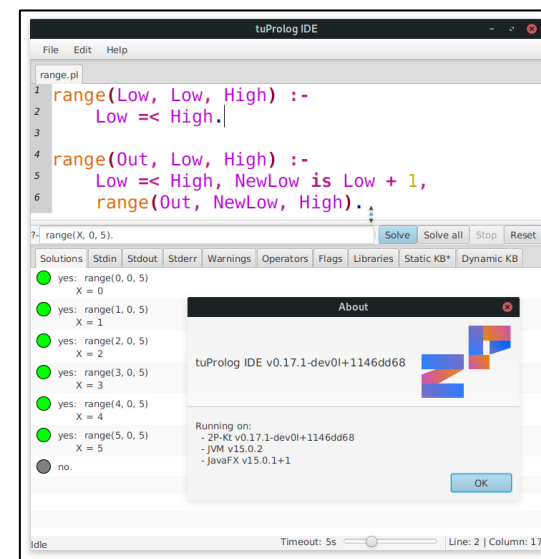 tuProlog IDE
File Edit Help
range.pl
1 range(Low, Low, High) :-
2 Low =< High.
3
4 range(Out, Low, High) :-
5 Low =< High, NewLow is Low + 1,
6 range(Out, NewLow, High).
?- range(X, 0, 5). Solve Solve all Stop Reset
Solutions Stdin Stdout Stderr Warnings Operators Flags Libraries Static KB* Dynamic KB
yes: range(0, 0, 5)
X = 0
yes: range(1, 0, 5)
X = 1
yes: range(2, 0, 5)
X = 2
yes: range(3, 0, 5)
X = 3
yes: range(4, 0, 5)
X = 4
yes: range(5, 0, 5)
X = 5
no.
About
tuProlog IDE v0.17.1-dev0l+1146dd68
Running on:
- 2P-Kt v0.17.1-dev0l+1146dd68
- JVM v15.0.2
- JavaFX v15.0.1+1
OK
Idle Timeout: 5s Line: 2 | Column: 17